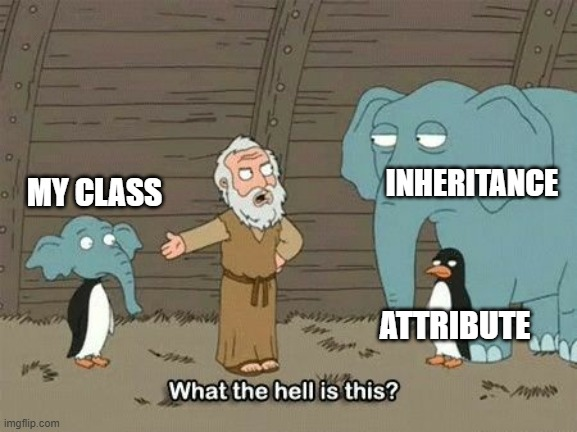 MY CLASS
INHERITANCE
ATTRIBUTE
What the hell is this?
imgflip.com